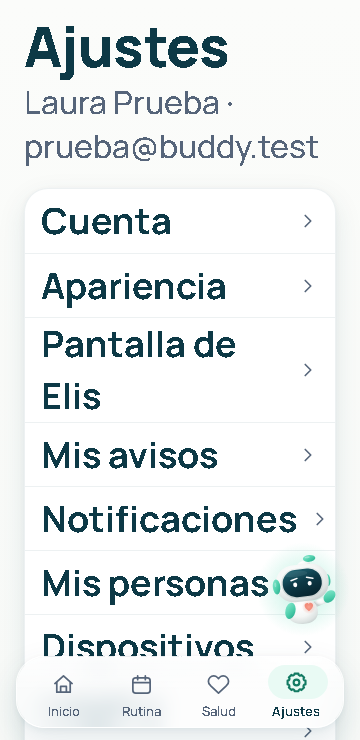 Ajustes
Laura Prueba ·
prueba@buddy.test
Cuenta
Apariencia
Pantalla de
Elis
Mis avisos
Notificaciones
Mis personas
Dispositivos
Inicio
Rutina
Salud
Ajustes